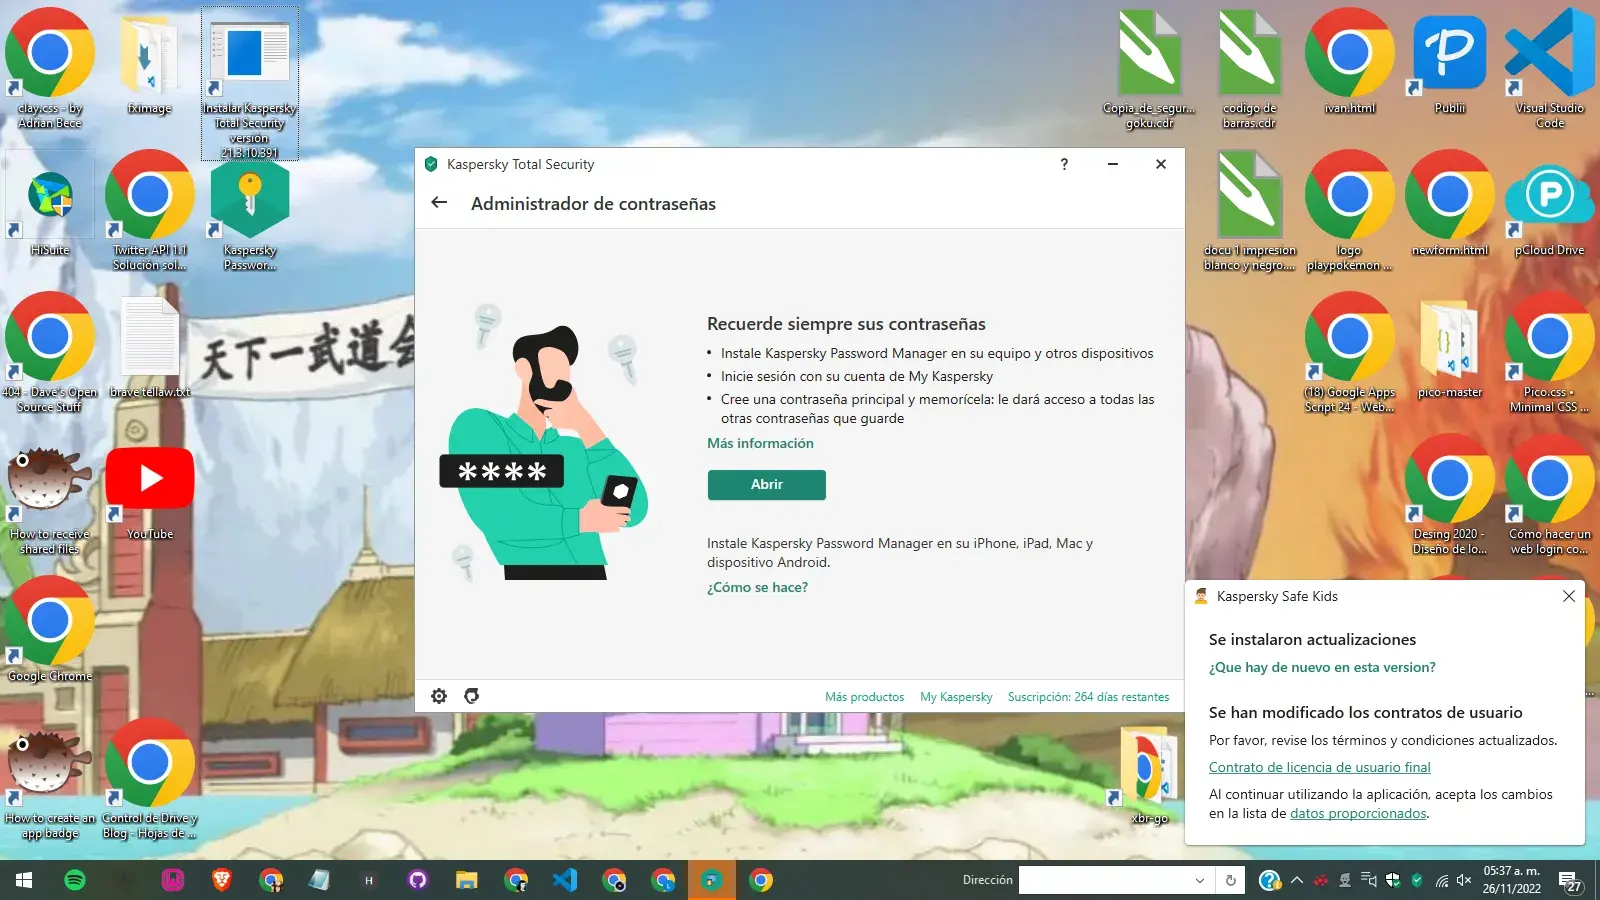 clay.css - by
Adrian Bece
fximage
Instalar Kaspersky
Total Security
versión
21.3.10.391
Copia_de_segur...
goku.cdr
codigo de
barras.cdr
ivan.html
Publii
Visual Studio
Code
HiSuite
Twitter API 1.1
Solución sol...
Kaspersky
Passwor...
docu 1 impresion
blanco y negro....
logo
playpokemon ...
newform.html
pCloud Drive
404 - Dave's Open
Source Stuff
brave tellaw.txt
天下一武道会
(18) Google Apps
Script 24 - Web...
pico-master
Pico.css •
Minimal CSS ...
How to receive
shared files
YouTube
Desing 2020 -
Diseño de lo...
Cómo hacer un
web login co...
Google Chrome
How to create an
app badge
Control de Drive y
Blog - Hojas de ...
xbr-go
Kaspersky Total Security
?
Administrador de contraseñas
****
Recuerde siempre sus contraseñas
• Instale Kaspersky Password Manager en su equipo y otros dispositivos
• Inicie sesión con su cuenta de My Kaspersky
• Cree una contraseña principal y memorícela: le dará acceso a todas las
otras contraseñas que guarde
Más información
Abrir
Instale Kaspersky Password Manager en su iPhone, iPad, Mac y
dispositivo Android.
¿Cómo se hace?
Más productos
My Kaspersky
Suscripción: 264 días restantes
Kaspersky Safe Kids
Se instalaron actualizaciones
¿Que hay de nuevo en esta version?
Se han modificado los contratos de usuario
Por favor, revise los términos y condiciones actualizados.
Contrato de licencia de usuario final
Al continuar utilizando la aplicación, acepta los cambios
en la lista de datos proporcionados.
H
Dirección
05:37 a. m.
26/11/2022
27